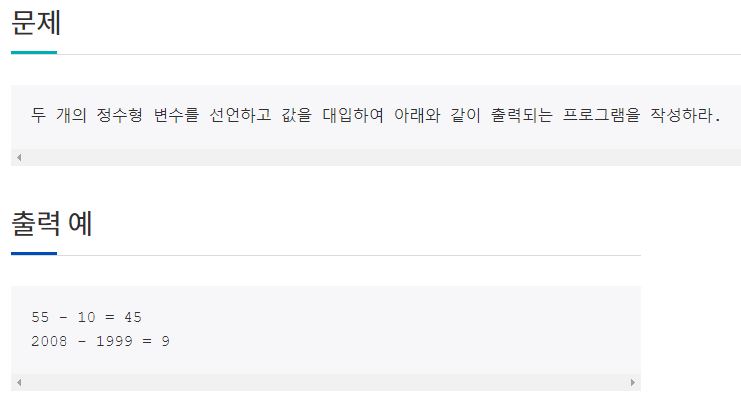 문제
두 개의 정수형 변수를 선언하고 값을 대입하여 아래와 같이 출력되는 프로그램을 작성하라.
출력 예
55 - 10 = 45
2008 - 1999 = 9